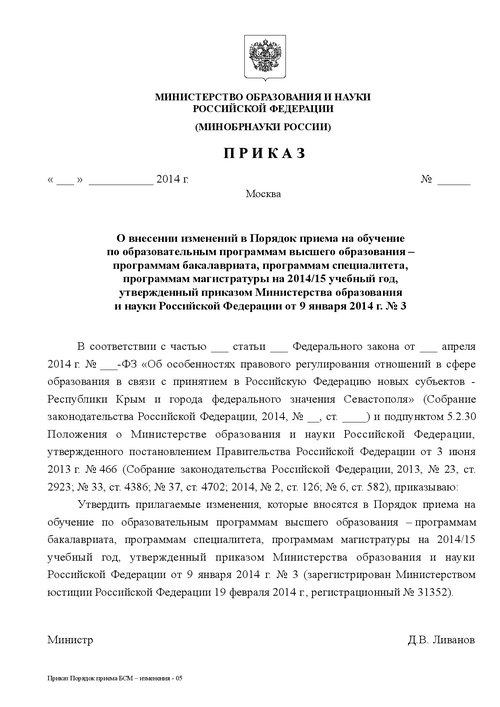 МИНИСТЕРСТВО ОБРАЗОВАНИЯ И НАУКИ
РОССИЙСКОЙ ФЕДЕРАЦИИ
(МИНОБРНАУКИ РОССИИ)
П Р И К А З
« ___ » ____________ 2014 г. № ______
Москва
О внесении изменений в Порядок приема на обучение
по образовательным программам высшего образования –
программам бакалавриата, программам специалитета,
программам магистратуры на 2014/15 учебный год,
утвержденный приказом Министерства образования
и науки Российской Федерации от 9 января 2014 г. № 3
В соответствии с частью ___ статьи ___ Федерального закона от ___ апреля
2014 г. № ___-ФЗ «Об особенностях правового регулирования отношений в сфере
образования в связи с принятием в Российскую Федерацию новых субъектов -
Республики Крым и города федерального значения Севастополя» (Собрание
законодательства Российской Федерации, 2014, № __, ст. ____) и подпунктом 5.2.30
Положения о Министерстве образования и науки Российской Федерации,
утвержденного постановлением Правительства Российской Федерации от 3 июня
2013 г. № 466 (Собрание законодательства Российской Федерации, 2013, № 23, ст.
2923; № 33, ст. 4386; № 37, ст. 4702; 2014, № 2, ст. 126; № 6, ст. 582), приказываю:
Утвердить прилагаемые изменения, которые вносятся в Порядок приема на
обучение по образовательным программам высшего образования – программам
бакалавриата, программам специалитета, программам магистратуры на 2014/15
учебный год, утвержденный приказом Министерства образования и науки
Российской Федерации от 9 января 2014 г. № 3 (зарегистрирован Министерством
юстиции Российской Федерации 19 февраля 2014 г., регистрационный № 31352).
Министр Д.В. Ливанов
Приказ Порядок приема БСМ – изменения - 05